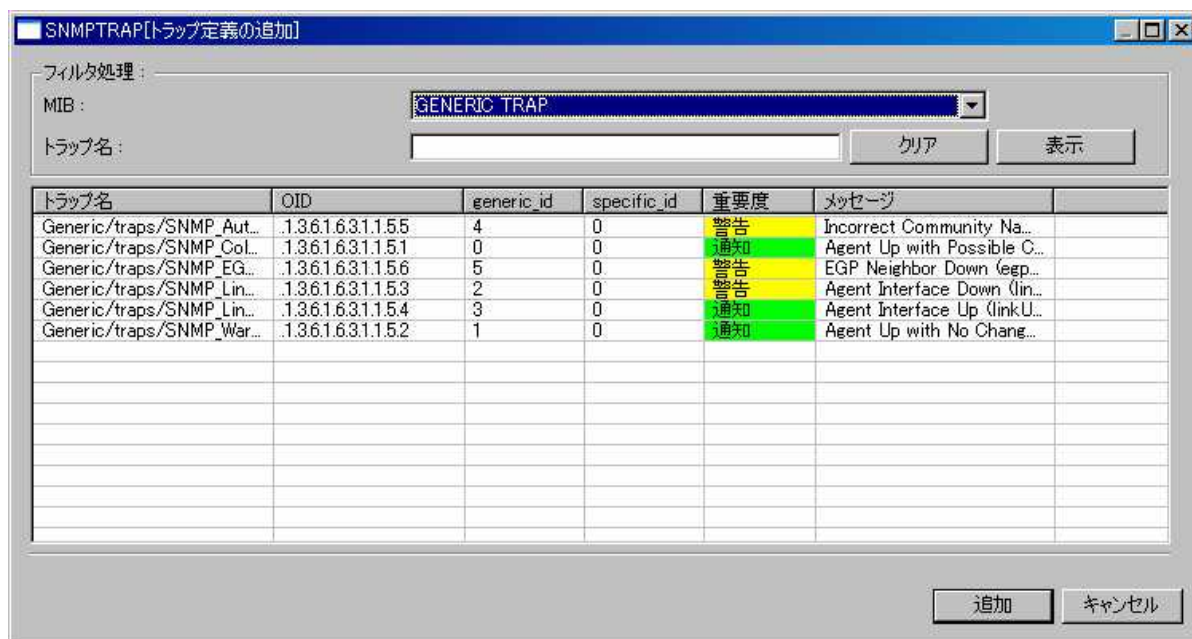 SNMPTRAP[トラップ定義の追加]
フィルタ処理:
MIB: GENERIC TRAP
トラップ名: クリア 表示
トラップ名 OID generic_id specific_id 重要度 メッセージ
Generic/traps/SNMP_Aut... .1.3.6.1.6.3.1.1.5.5 4 0 警告 Incorrect Community Na...
Generic/traps/SNMP_Col... .1.3.6.1.6.3.1.1.5.1 0 0 通知 Agent Up with Possible C...
Generic/traps/SNMP_EG... .1.3.6.1.6.3.1.1.5.6 5 0 警告 EGP Neighbor Down (egp...
Generic/traps/SNMP_Lin... .1.3.6.1.6.3.1.1.5.3 2 0 警告 Agent Interface Down (lin...
Generic/traps/SNMP_Lin... .1.3.6.1.6.3.1.1.5.4 3 0 通知 Agent Interface Up (linkU...
Generic/traps/SNMP_War... .1.3.6.1.6.3.1.1.5.2 1 0 通知 Agent Up with No Chang...
追加 キャンセル